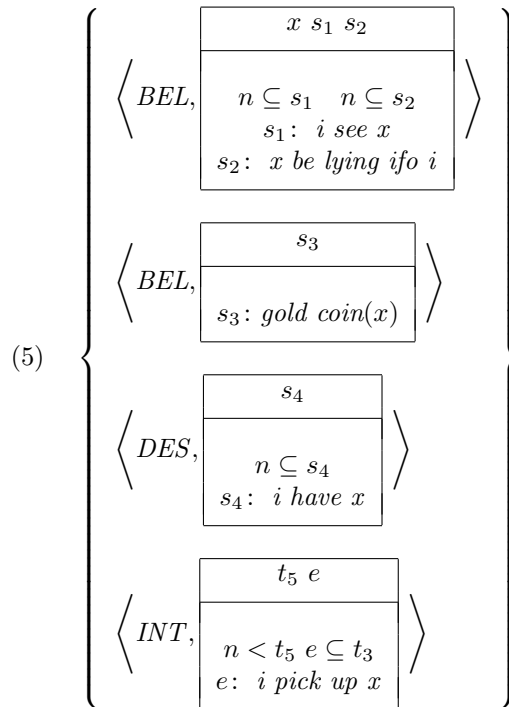 x s₁ s₂
⟨BEL,
n ⊆ s₁ n ⊆ s₂
s₁: i see x
s₂: x be lying ifo i
⟩
s₃
⟨BEL,
s₃: gold coin(x)
⟩
(5)
s₄
⟨DES,
n ⊆ s₄
s₄: i have x
⟩
t₅ e
⟨INT,
n < t₅ e ⊆ t₃
e: i pick up x
⟩